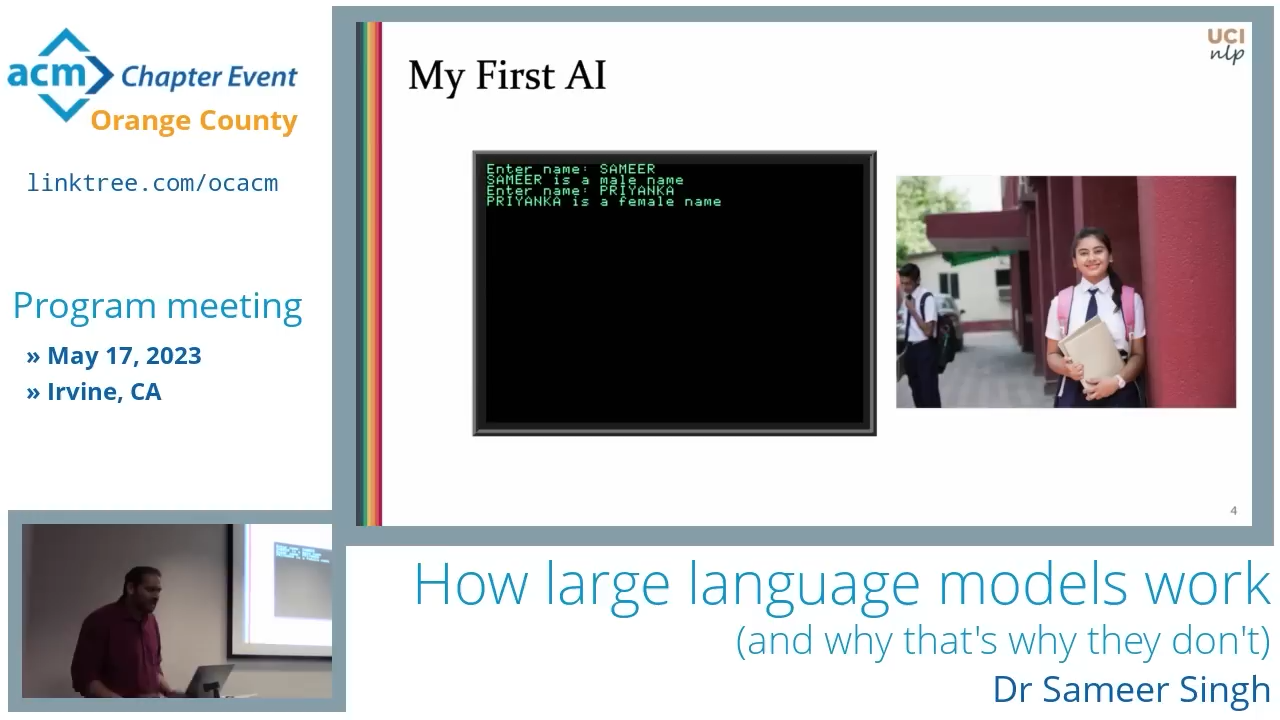 acm Chapter Event
Orange County
linktree.com/ocacm
Program meeting
» May 17, 2023
» Irvine, CA
UCI
nlp
My First AI
Enter name: SAMEER
SAMEER is a male name
Enter name: PRIYANKA
PRIYANKA is a female name
4
How large language models work
(and why that's why they don't)
Dr Sameer Singh